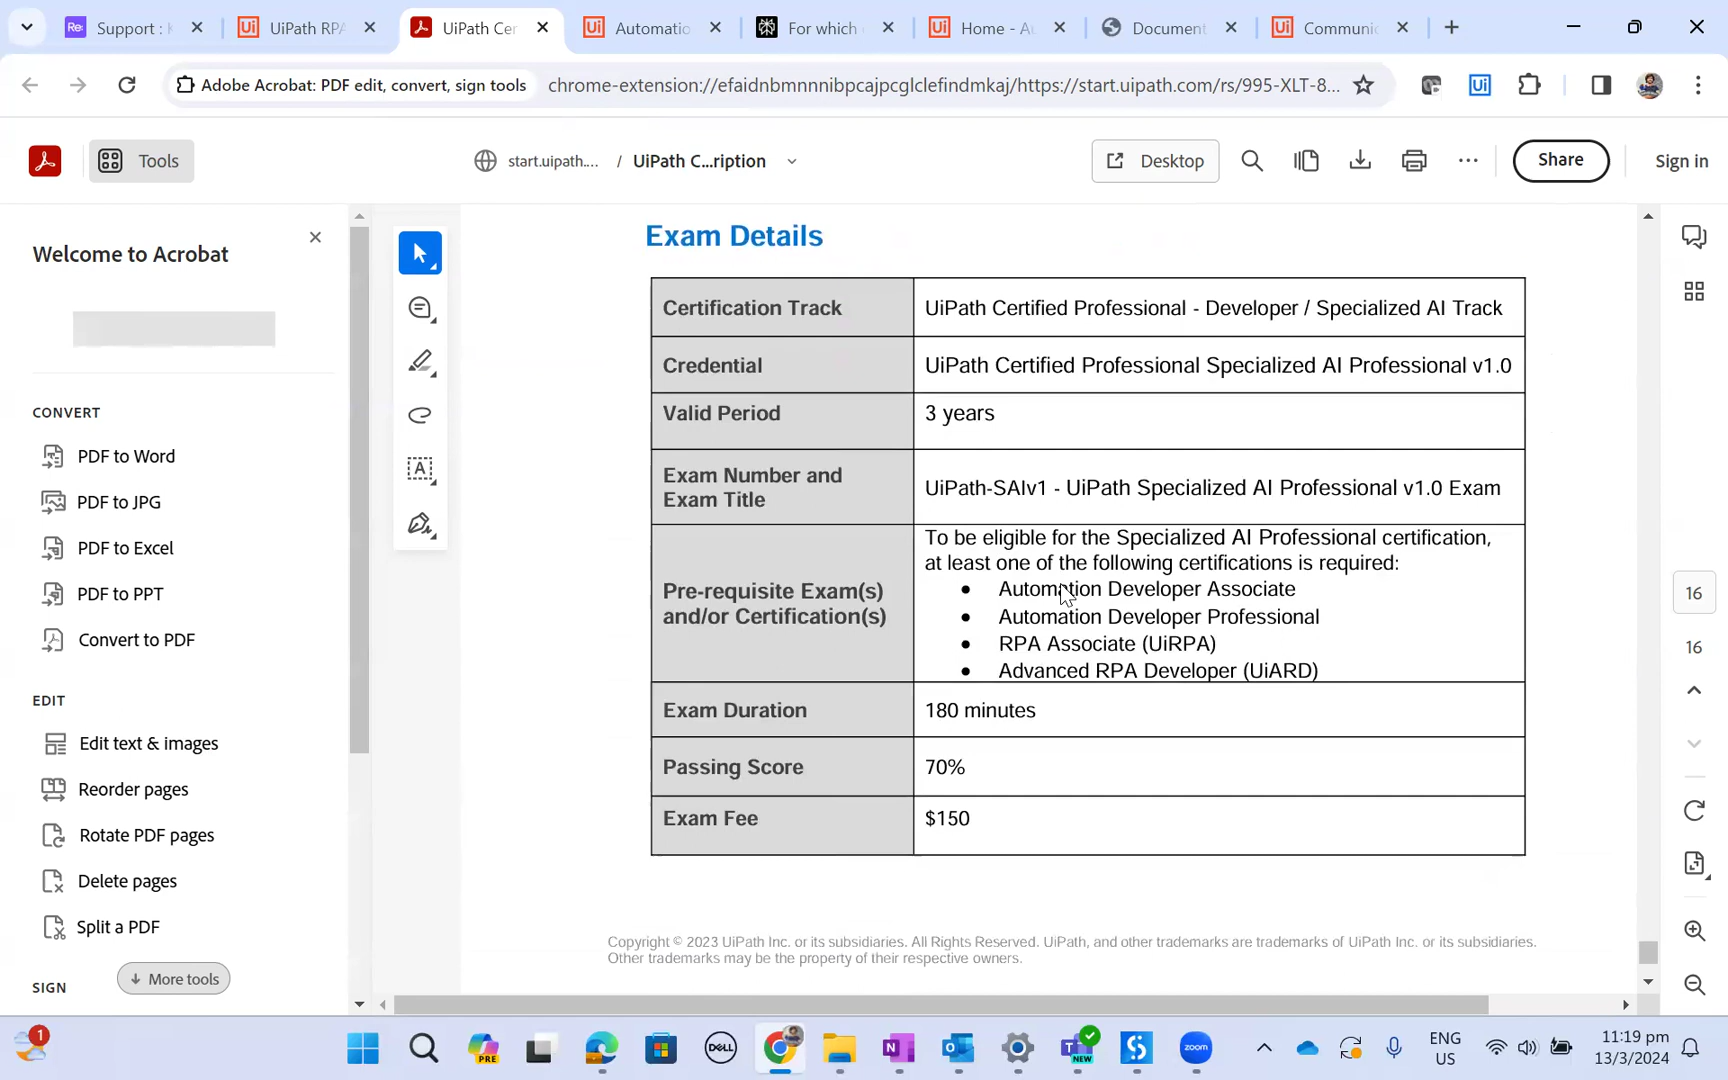 Support : K
UiPath RPA
UiPath Cer
Automatio
For which
Home - Au
Document
Communic
Adobe Acrobat: PDF edit, convert, sign tools
chrome-extension://efaidnbmnnnibpcajpcglclefindmkaj/https://start.uipath.com/rs/995-XLT-8...
Tools
start.uipath.... / UiPath C...ription
Desktop
Share
Sign in
Welcome to Acrobat
CONVERT
PDF to Word
PDF to JPG
PDF to Excel
PDF to PPT
Convert to PDF
EDIT
Edit text & images
Reorder pages
Rotate PDF pages
Delete pages
Split a PDF
SIGN
More tools
Exam Details
Certification Track
UiPath Certified Professional - Developer / Specialized AI Track
Credential
UiPath Certified Professional Specialized AI Professional v1.0
Valid Period
3 years
Exam Number and
Exam Title
UiPath-SAIv1 - UiPath Specialized AI Professional v1.0 Exam
Pre-requisite Exam(s)
and/or Certification(s)
To be eligible for the Specialized AI Professional certification,
at least one of the following certifications is required:
• Automation Developer Associate
• Automation Developer Professional
• RPA Associate (UiRPA)
• Advanced RPA Developer (UiARD)
Exam Duration
180 minutes
Passing Score
70%
Exam Fee
$150
Copyright © 2023 UiPath Inc. or its subsidiaries. All Rights Reserved. UiPath, and other trademarks are trademarks of UiPath Inc. or its subsidiaries.
Other trademarks may be the property of their respective owners.
16
16
1
PRE
DELL
NEW
zoom
ENG
US
11:19 pm
13/3/2024